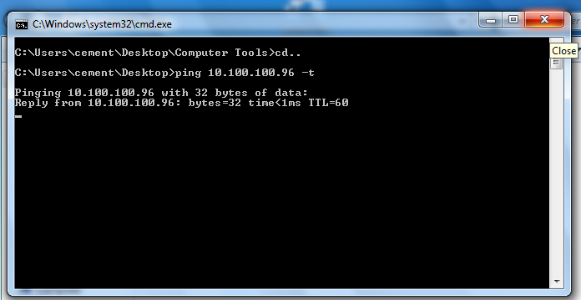 C:\Windows\system32\cmd.exe
Close
C:\Users\cement\Desktop\Computer Tools>cd..
C:\Users\cement\Desktop>ping 10.100.100.96 -t
Pinging 10.100.100.96 with 32 bytes of data:
Reply from 10.100.100.96: bytes=32 time<1ms TTL=60